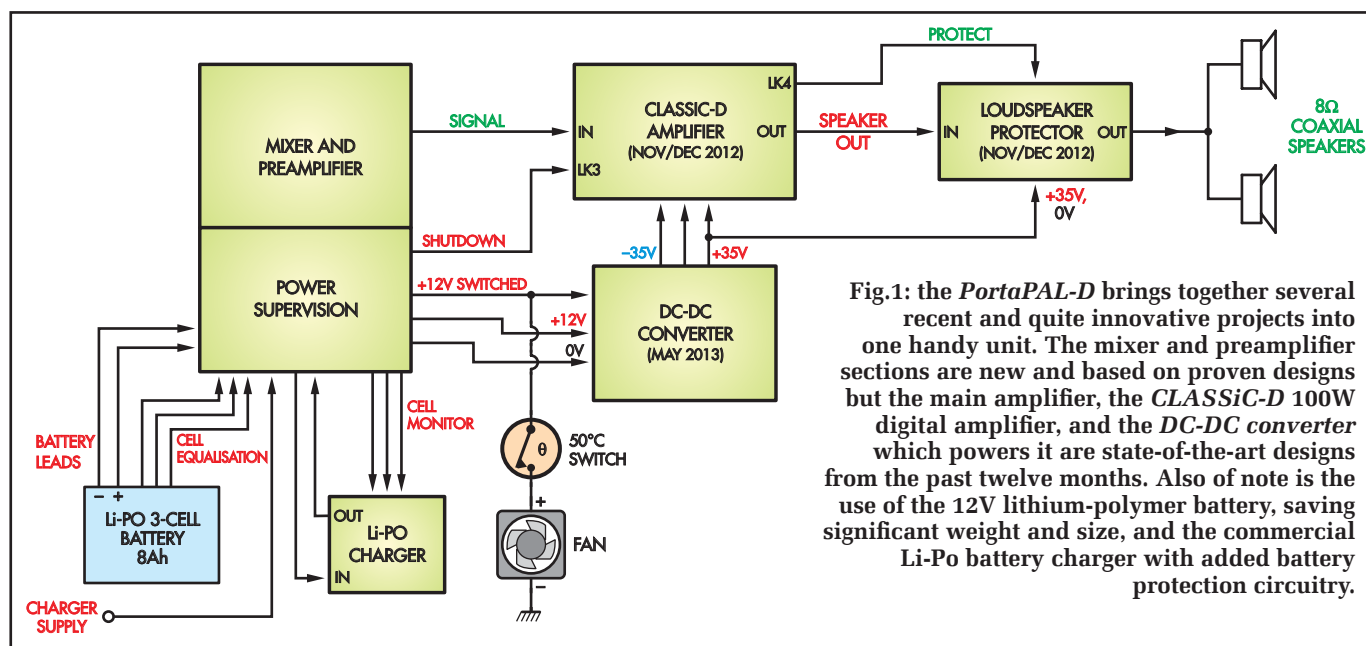 MIXER AND
PREAMPLIFIER
POWER
SUPERVISION
SIGNAL
SHUTDOWN
+12V SWITCHED
+12V
0V
IN
LK3
CLASSIC-D
AMPLIFIER
(NOV/DEC 2012)
LK4
OUT
PROTECT
SPEAKER
OUT
LOUDSPEAKER
PROTECTOR
(NOV/DEC 2012)
IN
OUT
8Ω
COAXIAL
SPEAKERS
+35V,
0V
–35V
+35V
DC-DC
CONVERTER
(MAY 2013)
BATTERY
LEADS
CELL
EQUALISATION
CELL
MONITOR
– +
Li-PO 3-CELL
BATTERY
8Ah
CHARGER
SUPPLY
OUT
Li-PO
CHARGER
IN
50°C
SWITCH
θ
+
FAN
–
Fig.1: the PortaPAL-D brings together several
recent and quite innovative projects into
one handy unit. The mixer and preamplifier
sections are new and based on proven designs
but the main amplifier, the CLASSiC-D 100W
digital amplifier, and the DC-DC converter
which powers it are state-of-the-art designs
from the past twelve months. Also of note is the
use of the 12V lithium-polymer battery, saving
significant weight and size, and the commercial
Li-Po battery charger with added battery
protection circuitry.